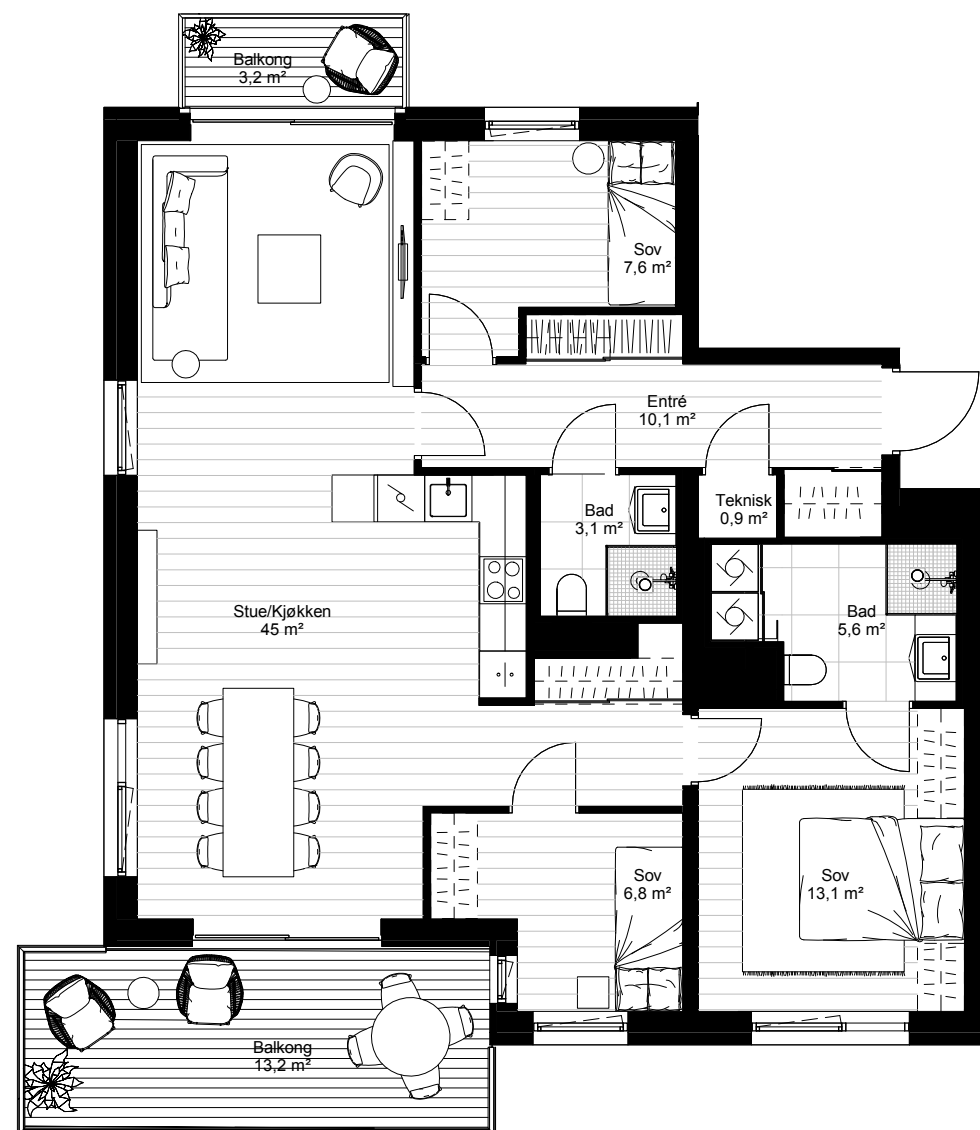 Balkong
3,2 m²
Sov
7,6 m²
Entré
10,1 m²
Bad
3,1 m²
Teknisk
0,9 m²
Stue/Kjøkken
45 m²
Bad
5,6 m²
Sov
6,8 m²
Sov
13,1 m²
Balkong
13,2 m²